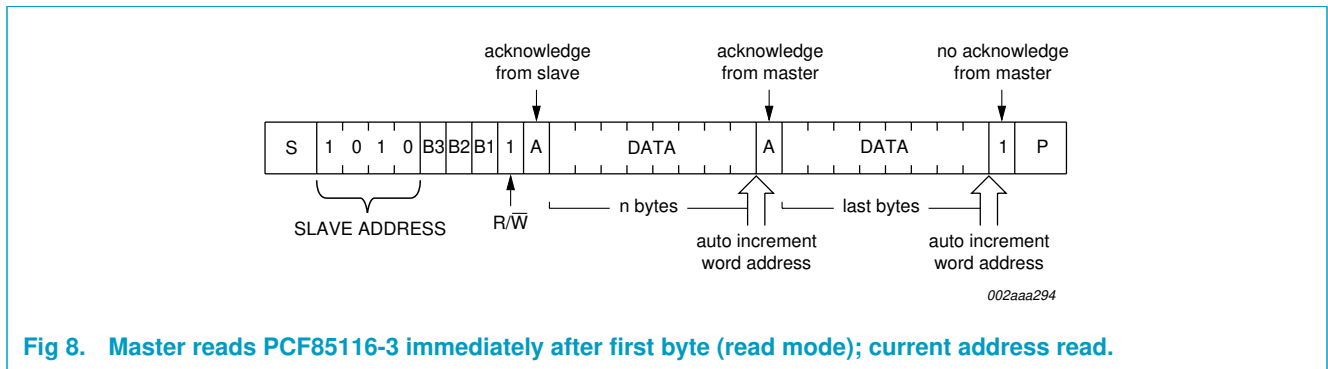 acknowledge
from slave
acknowledge
from master
no acknowledge
from master
S 1 0 1 0 B3 B2 B1 1 A DATA A DATA 1 P
SLAVE ADDRESS
R/W̅
n bytes
last bytes
auto increment
word address
auto increment
word address
002aaa294
Fig 8. Master reads PCF85116-3 immediately after first byte (read mode); current address read.